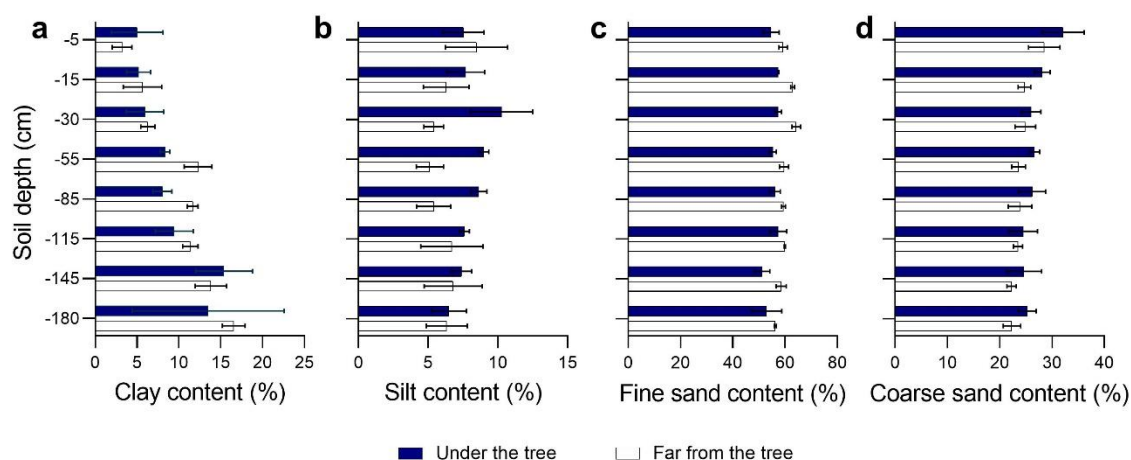 a
b
c
d
Soil depth (cm)
-5
-15
-30
-55
-85
-115
-145
-180
0 5 10 15 20 25
0 5 10 15
0 20 40 60 80
0 10 20 30 40
Clay content (%)
Silt content (%)
Fine sand content (%)
Coarse sand content (%)
Under the tree
Far from the tree